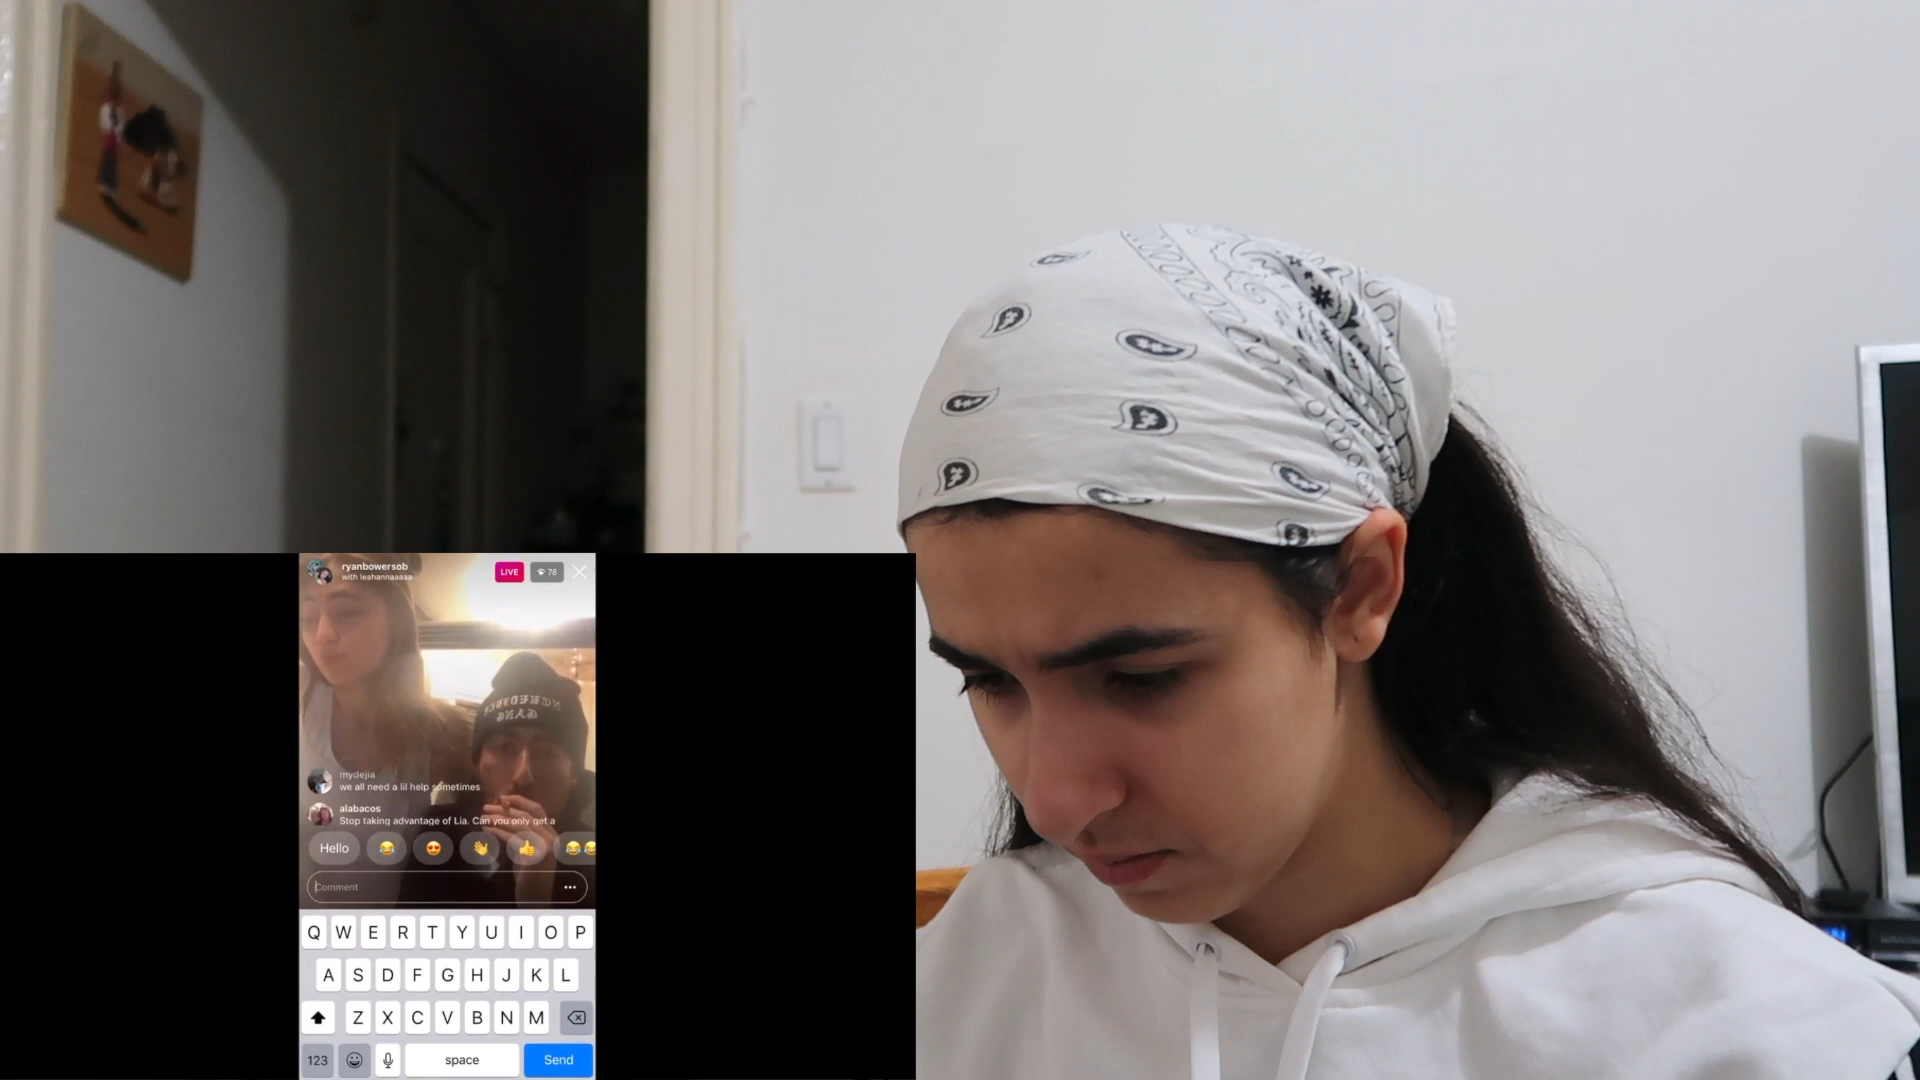 ryanbowersob
with leahannaaaaa
LIVE
78
mydejia
we all need a lil help sometimes
alabacos
Stop taking advantage of Lia. Can you only get a
Hello
Comment
Q W E R T Y U I O P
A S D F G H J K L
Z X C V B N M
123
space
Send